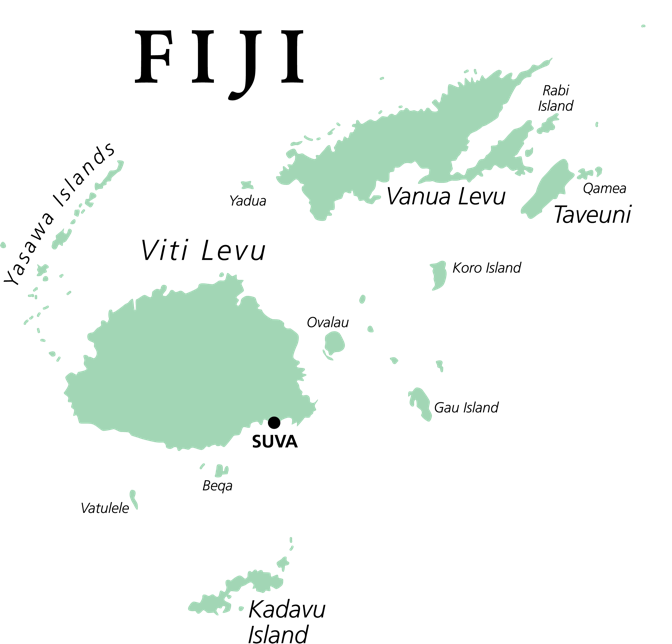 FIJI
Rabi
Island
Yasawa Islands
Yadua
Vanua Levu
Qamea
Taveuni
Viti Levu
Koro Island
Ovalau
Gau Island
SUVA
Beqa
Vatulele
Kadavu
Island